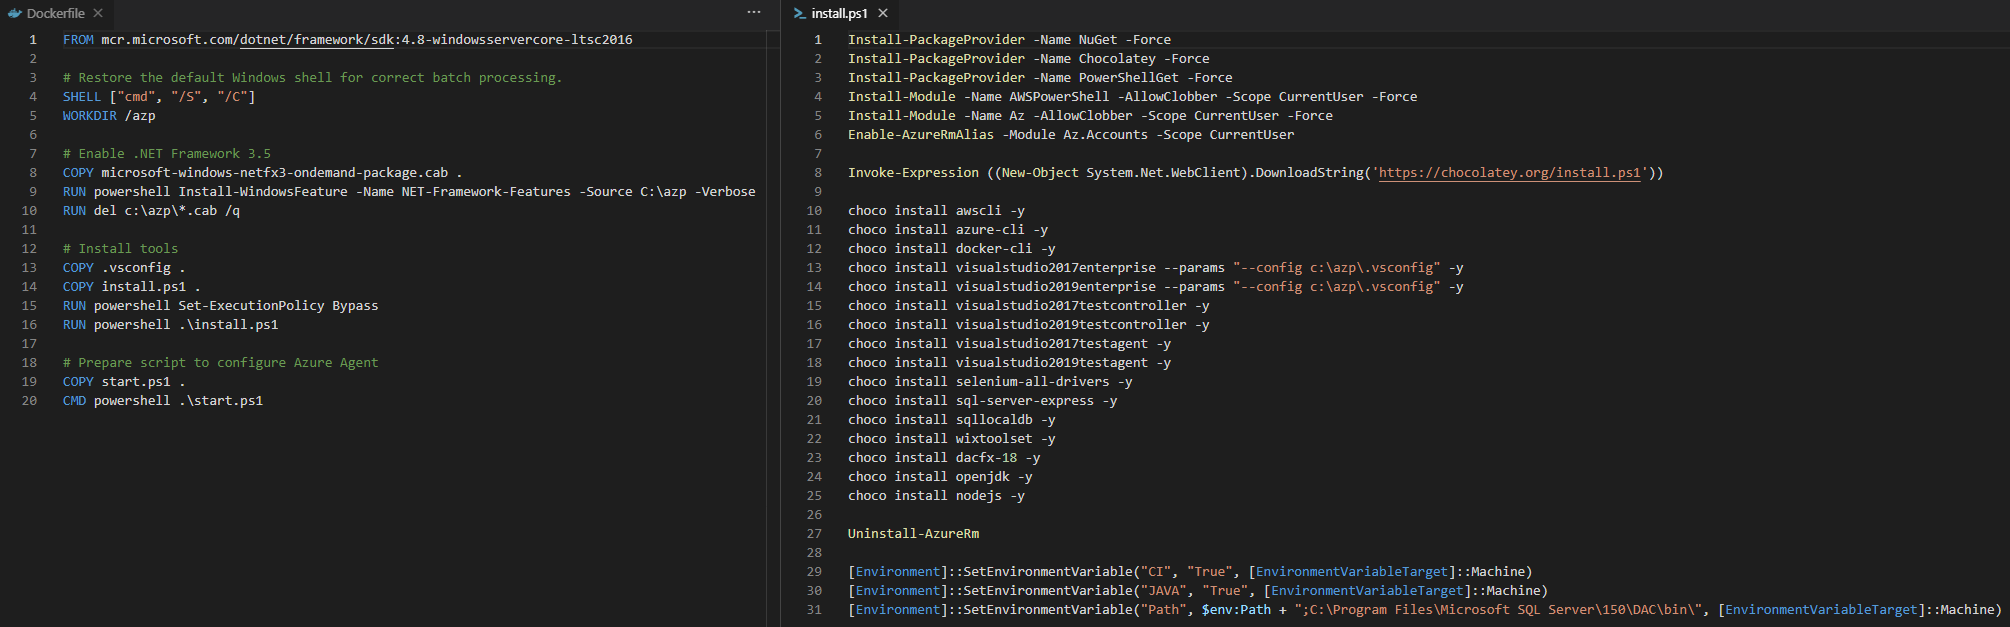 Dockerfile
1 FROM mcr.microsoft.com/dotnet/framework/sdk:4.8-windowsservercore-ltsc2016
2
3 # Restore the default Windows shell for correct batch processing.
4 SHELL ["cmd", "/S", "/C"]
5 WORKDIR /azp
6
7 # Enable .NET Framework 3.5
8 COPY microsoft-windows-netfx3-ondemand-package.cab .
9 RUN powershell Install-WindowsFeature -Name NET-Framework-Features -Source C:\azp -Verbose
10 RUN del c:\azp\*.cab /q
11
12 # Install tools
13 COPY .vsconfig .
14 COPY install.ps1 .
15 RUN powershell Set-ExecutionPolicy Bypass
16 RUN powershell .\install.ps1
17
18 # Prepare script to configure Azure Agent
19 COPY start.ps1 .
20 CMD powershell .\start.ps1
install.ps1
1 Install-PackageProvider -Name NuGet -Force
2 Install-PackageProvider -Name Chocolatey -Force
3 Install-PackageProvider -Name PowerShellGet -Force
4 Install-Module -Name AWSPowerShell -AllowClobber -Scope CurrentUser -Force
5 Install-Module -Name Az -AllowClobber -Scope CurrentUser -Force
6 Enable-AzureRmAlias -Module Az.Accounts -Scope CurrentUser
7
8 Invoke-Expression ((New-Object System.Net.WebClient).DownloadString('https://chocolatey.org/install.ps1'))
9
10 choco install awscli -y
11 choco install azure-cli -y
12 choco install docker-cli -y
13 choco install visualstudio2017enterprise --params "--config c:\azp\.vsconfig" -y
14 choco install visualstudio2019enterprise --params "--config c:\azp\.vsconfig" -y
15 choco install visualstudio2017testcontroller -y
16 choco install visualstudio2019testcontroller -y
17 choco install visualstudio2017testagent -y
18 choco install visualstudio2019testagent -y
19 choco install selenium-all-drivers -y
20 choco install sql-server-express -y
21 choco install sqllocaldb -y
22 choco install wixtoolset -y
23 choco install dacfx-18 -y
24 choco install openjdk -y
25 choco install nodejs -y
26
27 Uninstall-AzureRm
28
29 [Environment]::SetEnvironmentVariable("CI", "True", [EnvironmentVariableTarget]::Machine)
30 [Environment]::SetEnvironmentVariable("JAVA", "True", [EnvironmentVariableTarget]::Machine)
31 [Environment]::SetEnvironmentVariable("Path", $env:Path + ";C:\Program Files\Microsoft SQL Server\150\DAC\bin\", [EnvironmentVariableTarget]::Machine)